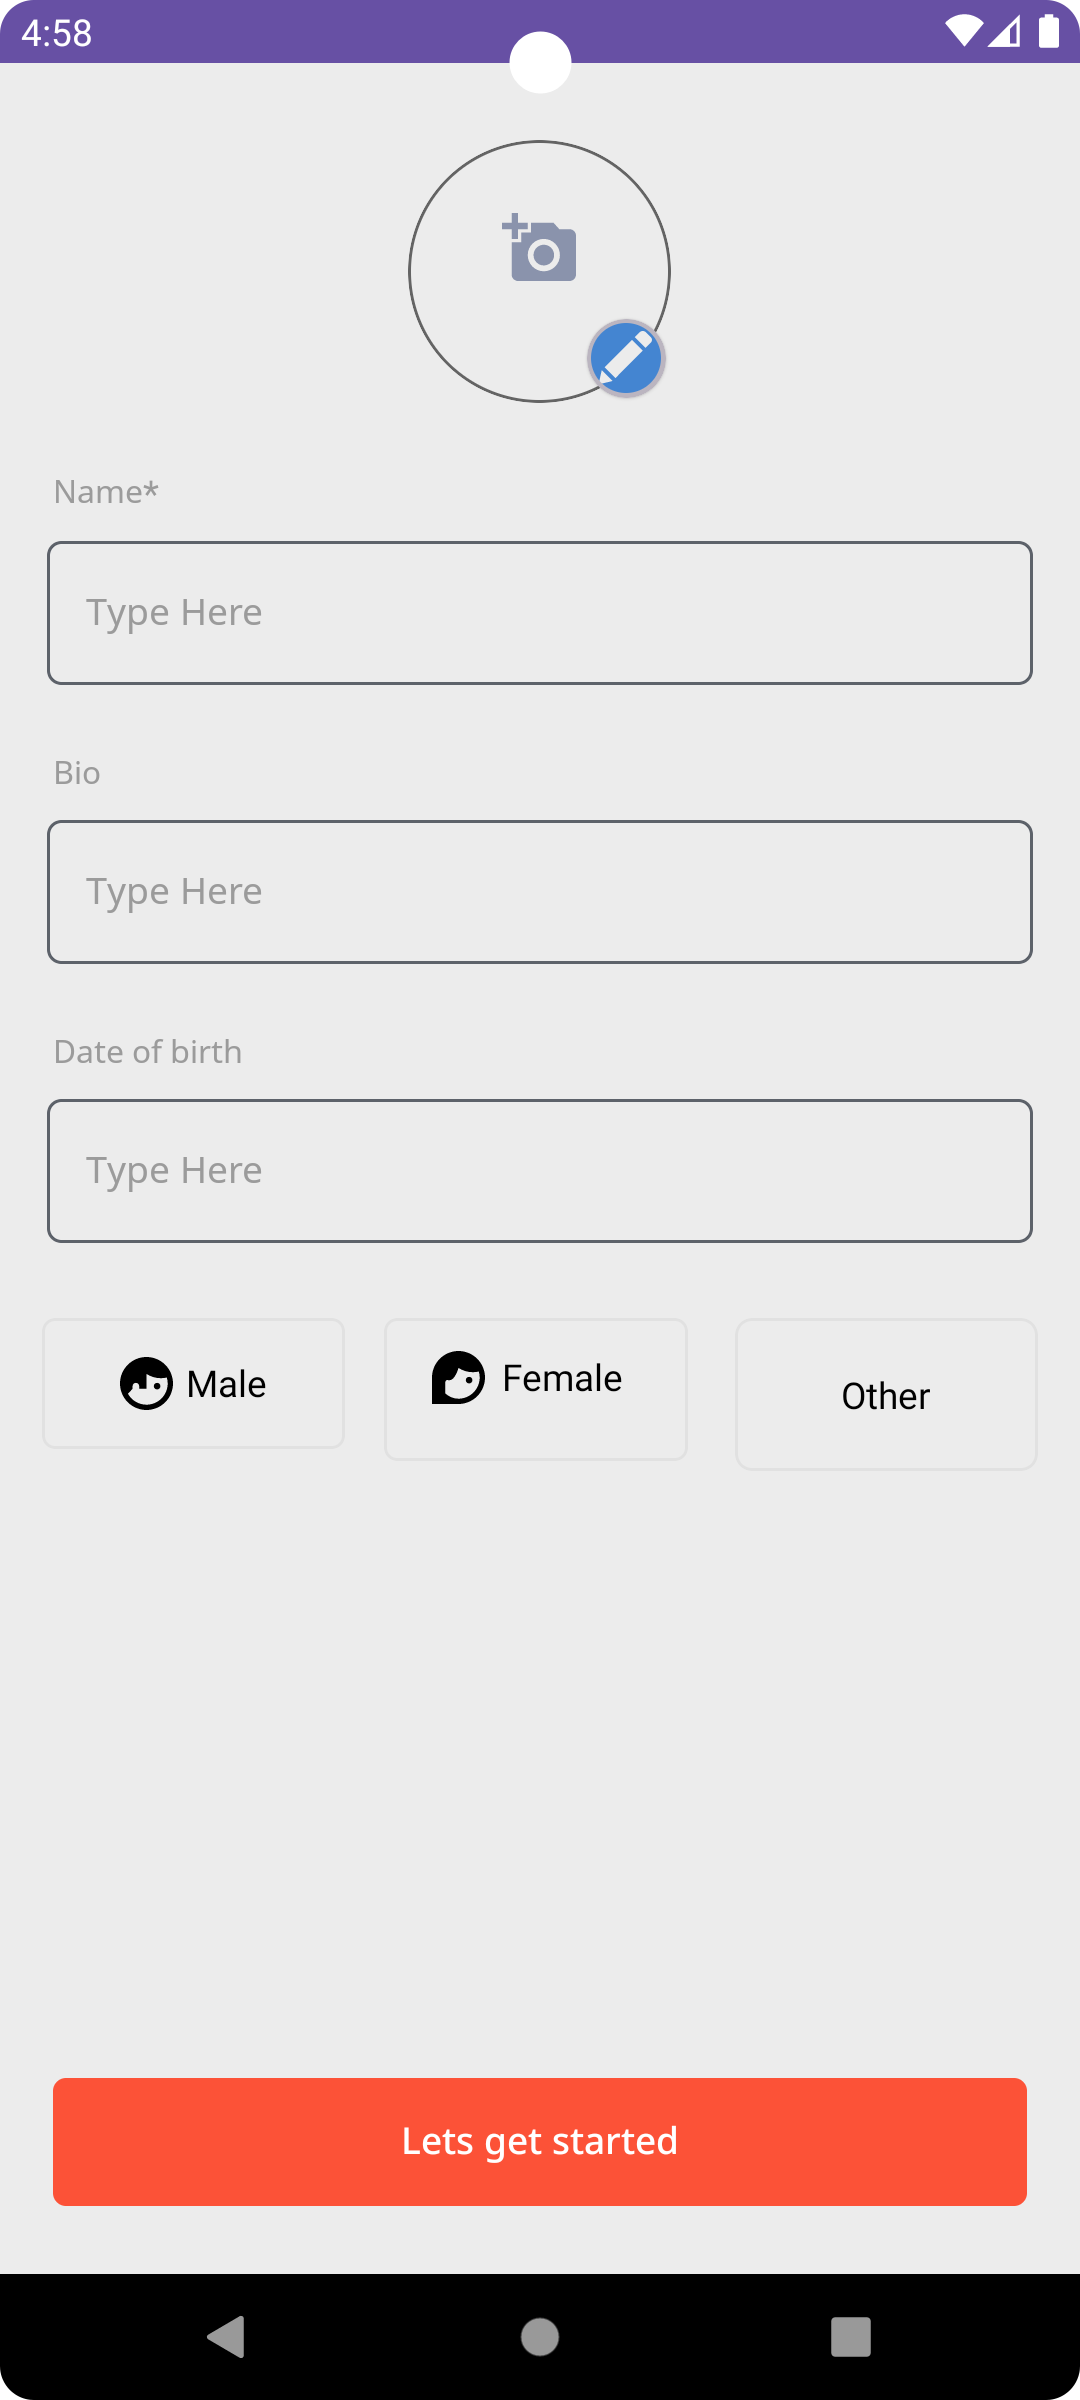 4:58
Name*
Type Here
Bio
Type Here
Date of birth
Type Here
Male
Female
Other
Lets get started